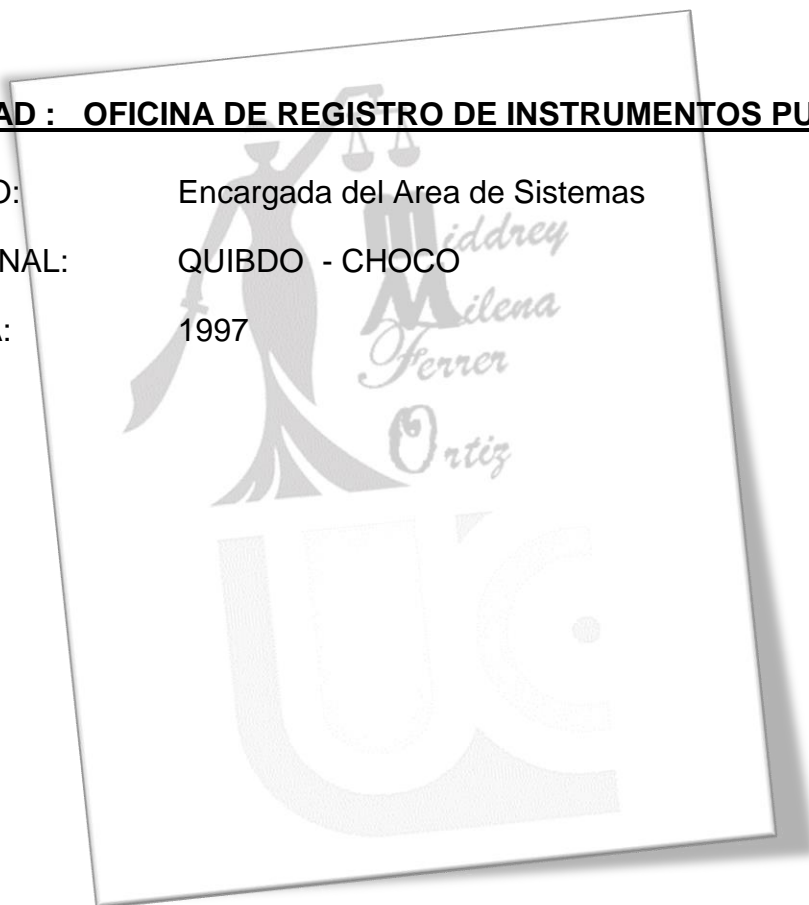 AD : OFICINA DE REGISTRO DE INSTRUMENTOS PU
O: Encargada del Area de Sistemas
NAL: QUIBDO - CHOCO
A: 1997
Middrey
Milena
Ferrer
Ortiz
UC